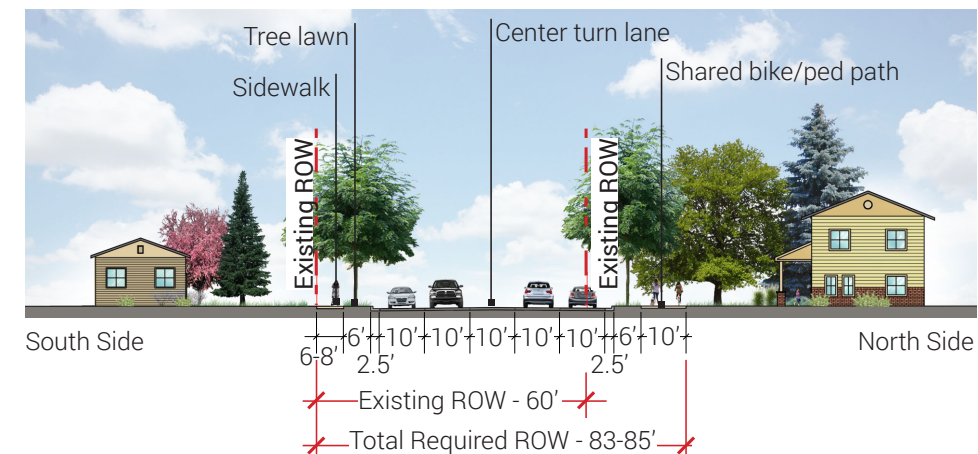 Tree lawn
Center turn lane
Sidewalk
Shared bike/ped path
Existing ROW
Existing ROW
South Side
6-8'
6'
2.5'
10'
10'
10'
10'
10'
2.5'
6'
10'
North Side
Existing ROW - 60'
Total Required ROW - 83-85'